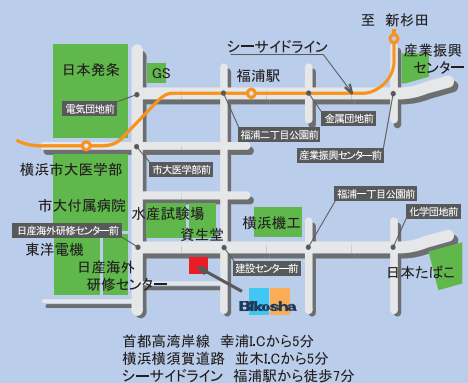 至 新杉田
シーサイドライン
産業振興
センター
日本発条
GS
福浦駅
電気団地前
金属団地前
福浦二丁目公園前
産業振興センター前
横浜市大医学部
市大医学部前
福浦一丁目公園前
市大付属病院
水産試験場
横浜機工
化学団地前
日産海外研修センター前
資生堂
東洋電機
日産海外
研修センター
建設センター前
日本たばこ
Bikosha
首都高湾岸線 幸浦I.Cから5分
横浜横須賀道路 並木I.Cから5分
シーサイドライン 福浦駅から徒歩7分